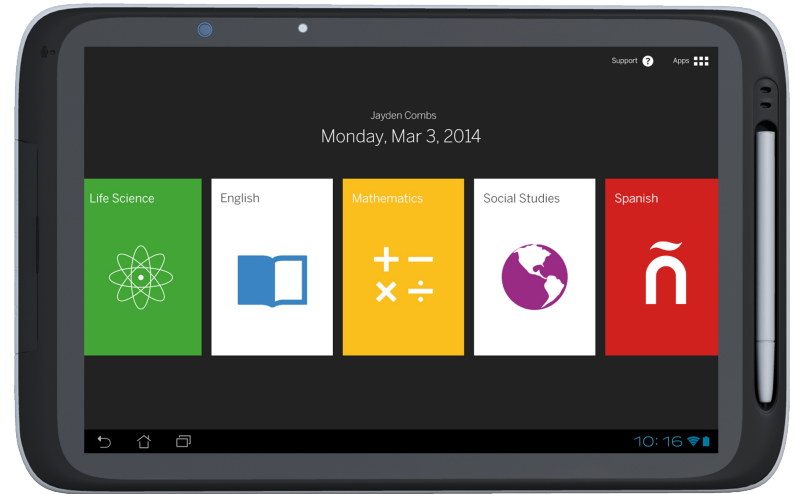 Support ?
Apps
Jayden Combs
Monday, Mar 3, 2014
Life Science
English
Mathematics
Social Studies
Spanish
+ −
× ÷
ñ
10:16